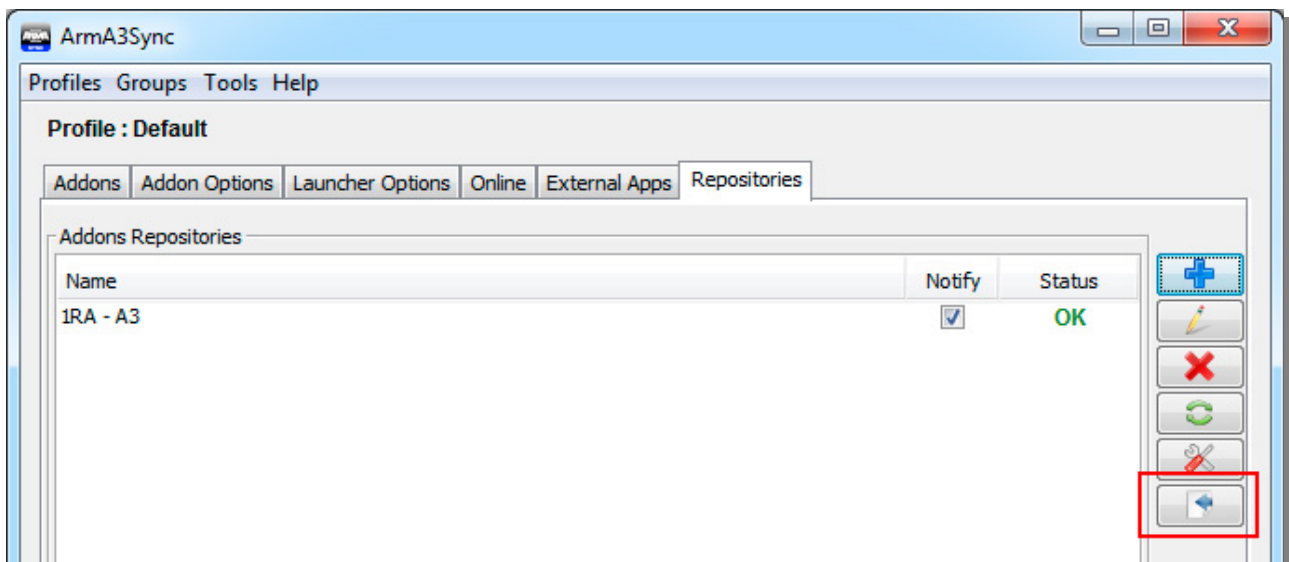 ArmA3Sync
Profiles Groups Tools Help
Profile : Default
Addons Addon Options Launcher Options Online External Apps Repositories
Addons Repositories
Name Notify Status
1RA - A3 OK